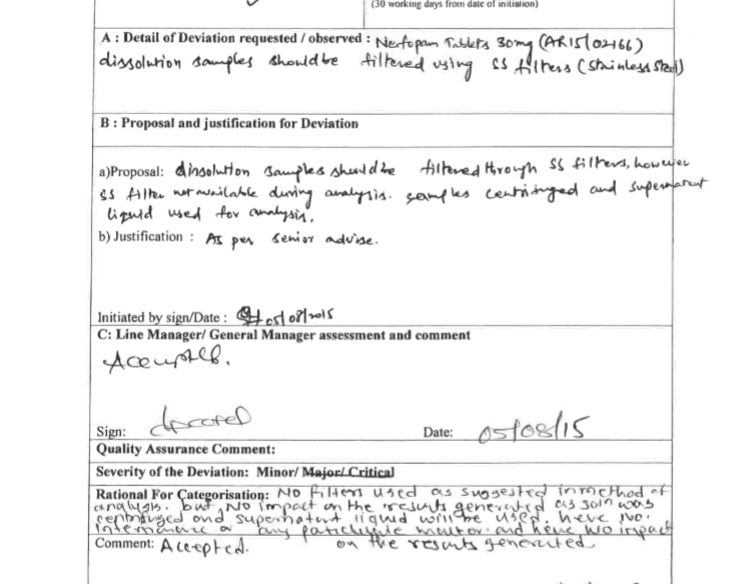 (30 working days from date of initiation)
A : Detail of Deviation requested / observed : Nefopam Tablets 30mg (AR15/02166)
dissolution samples should be filtered using SS filters (Stainless Steel)
B : Proposal and justification for Deviation
a)Proposal: dissolution samples should be filtered through SS filters, however
SS filter not available during analysis. samples centrifuged and supernatant
liquid used for analysis.
b) Justification : As per senior advise.
Initiated by sign/Date : 05/08/2015
C: Line Manager/ General Manager assessment and comment
Accepted.
Sign:
Date: 05/08/15
Quality Assurance Comment:
Severity of the Deviation: Minor/ Major/ Critical
Rational For Categorisation: No filters used as suggested in method of
analysis. but, No impact on the results generated as soln was
centrifuged and supernatant liquid will be used. hence No.
interference of any particulate matter. and hence No impact
Comment: Accepted. on the results generated